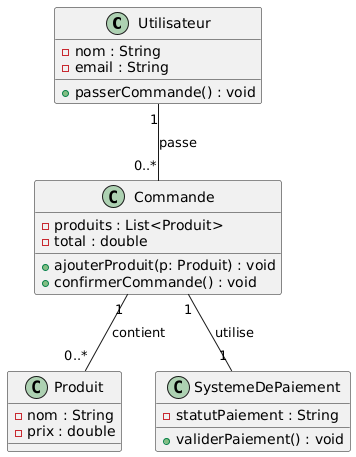 C Utilisateur
nom : String
email : String
passerCommande() : void
1
passe
0..*
C Commande
produits : List<Produit>
total : double
ajouterProduit(p: Produit) : void
confirmerCommande() : void
1 1
contient utilise
0..* 1
C Produit
nom : String
prix : double
C SystemeDePaiement
statutPaiement : String
validerPaiement() : void